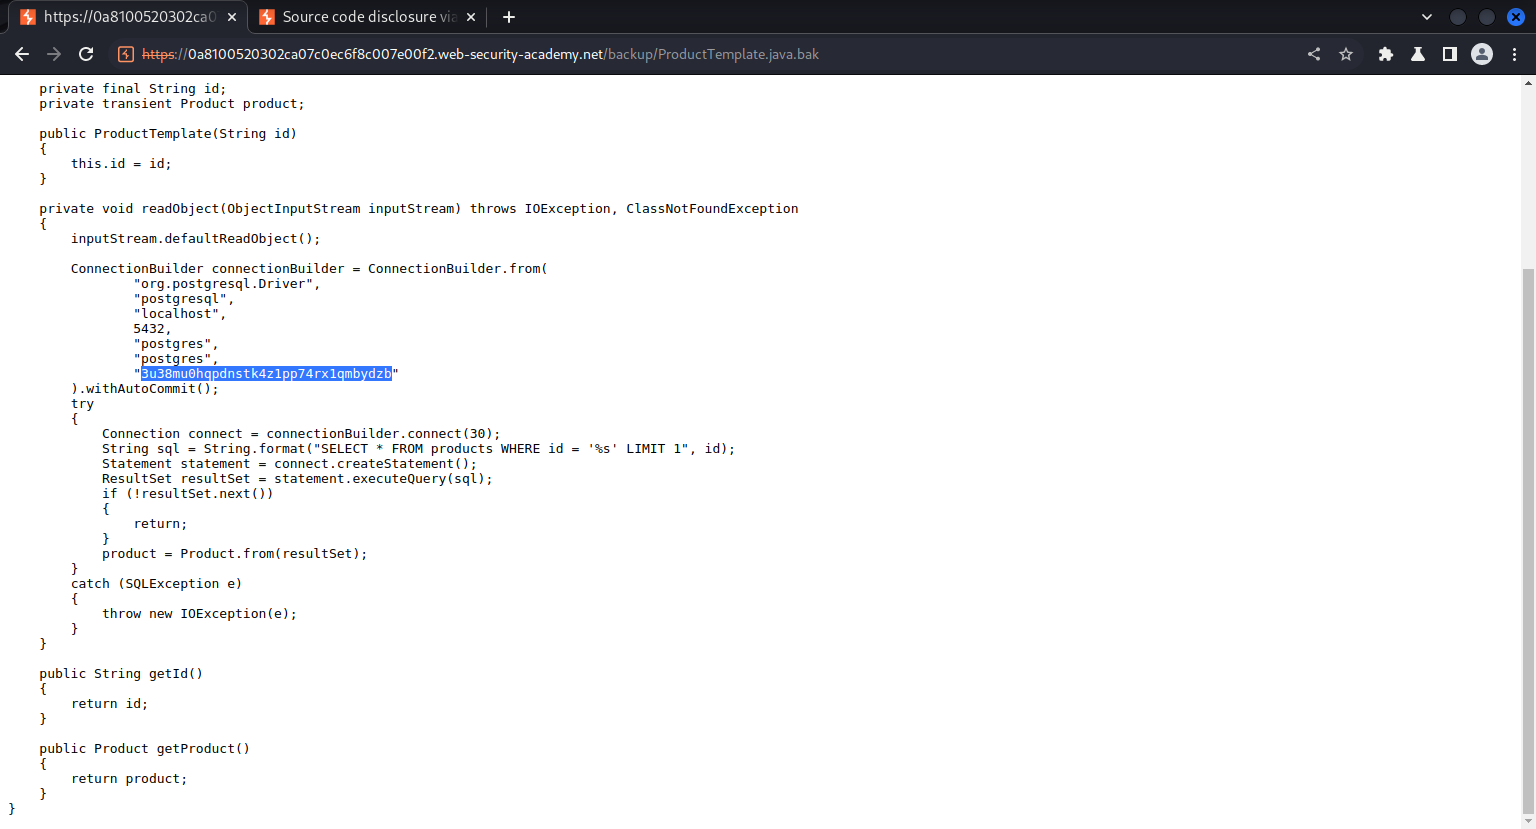 https://0a8100520302ca0
Source code disclosure via
https://0a8100520302ca07c0ec6f8c007e00f2.web-security-academy.net/backup/ProductTemplate.java.bak
private final String id;
private transient Product product;
public ProductTemplate(String id)
{
this.id = id;
}
private void readObject(ObjectInputStream inputStream) throws IOException, ClassNotFoundException
{
inputStream.defaultReadObject();
ConnectionBuilder connectionBuilder = ConnectionBuilder.from(
"org.postgresql.Driver",
"postgresql",
"localhost",
5432,
"postgres",
"postgres",
"3u38mu0hqpdnstk4z1pp74rx1qmbydzb"
).withAutoCommit();
try
{
Connection connect = connectionBuilder.connect(30);
String sql = String.format("SELECT * FROM products WHERE id = '%s' LIMIT 1", id);
Statement statement = connect.createStatement();
ResultSet resultSet = statement.executeQuery(sql);
if (!resultSet.next())
{
return;
}
product = Product.from(resultSet);
}
catch (SQLException e)
{
throw new IOException(e);
}
}
public String getId()
{
return id;
}
public Product getProduct()
{
return product;
}
}